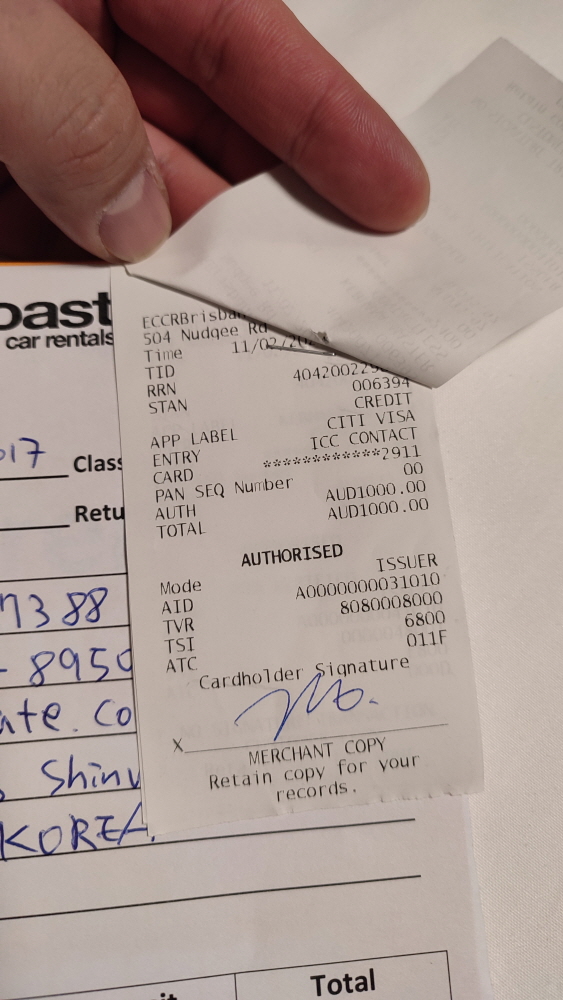 oast
car rentals
ECCRBrisba
504 Nudgee Rd
Time 11/02/20
TID
RRN 404200229
STAN 006394
CREDIT
APP LABEL CITI VISA
ENTRY ICC CONTACT
CARD ************2911
PAN SEQ Number 00
AUTH AUD1000.00
TOTAL AUD1000.00
AUTHORISED
Mode ISSUER
AID A0000000031010
TVR 8080008000
TSI 6800
ATC 011F
Cardholder Signature
X
MERCHANT COPY
Retain copy for your
records.
017 Class
Retu
7388
- 8950
ate.co
, Shinv
KOREA.
Total